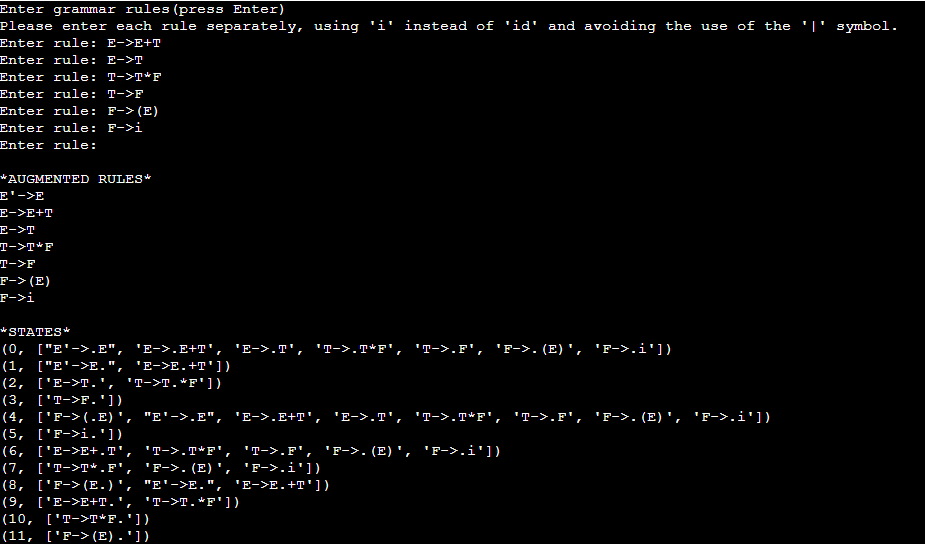 Enter grammar rules(press Enter)
Please enter each rule separately, using 'i' instead of 'id' and avoiding the use of the '|' symbol.
Enter rule: E->E+T
Enter rule: E->T
Enter rule: T->T*F
Enter rule: T->F
Enter rule: F->(E)
Enter rule: F->i
Enter rule:
*AUGMENTED RULES*
E'->E
E->E+T
E->T
T->T*F
T->F
F->(E)
F->i
*STATES*
(0, ["E'->.E", 'E->.E+T', 'E->.T', 'T->.T*F', 'T->.F', 'F->.(E)', 'F->.i'])
(1, ["E'->E.", 'E->E.+T'])
(2, ['E->T.', 'T->T.*F'])
(3, ['T->F.'])
(4, ['F->(.E)', "E'->.E", 'E->.E+T', 'E->.T', 'T->.T*F', 'T->.F', 'F->.(E)', 'F->.i'])
(5, ['F->i.'])
(6, ['E->E+.T', 'T->.T*F', 'T->.F', 'F->.(E)', 'F->.i'])
(7, ['T->T*.F', 'F->.(E)', 'F->.i'])
(8, ['F->(E.)', "E'->E.", 'E->E.+T'])
(9, ['E->E+T.', 'T->T.*F'])
(10, ['T->T*F.'])
(11, ['F->(E).'])